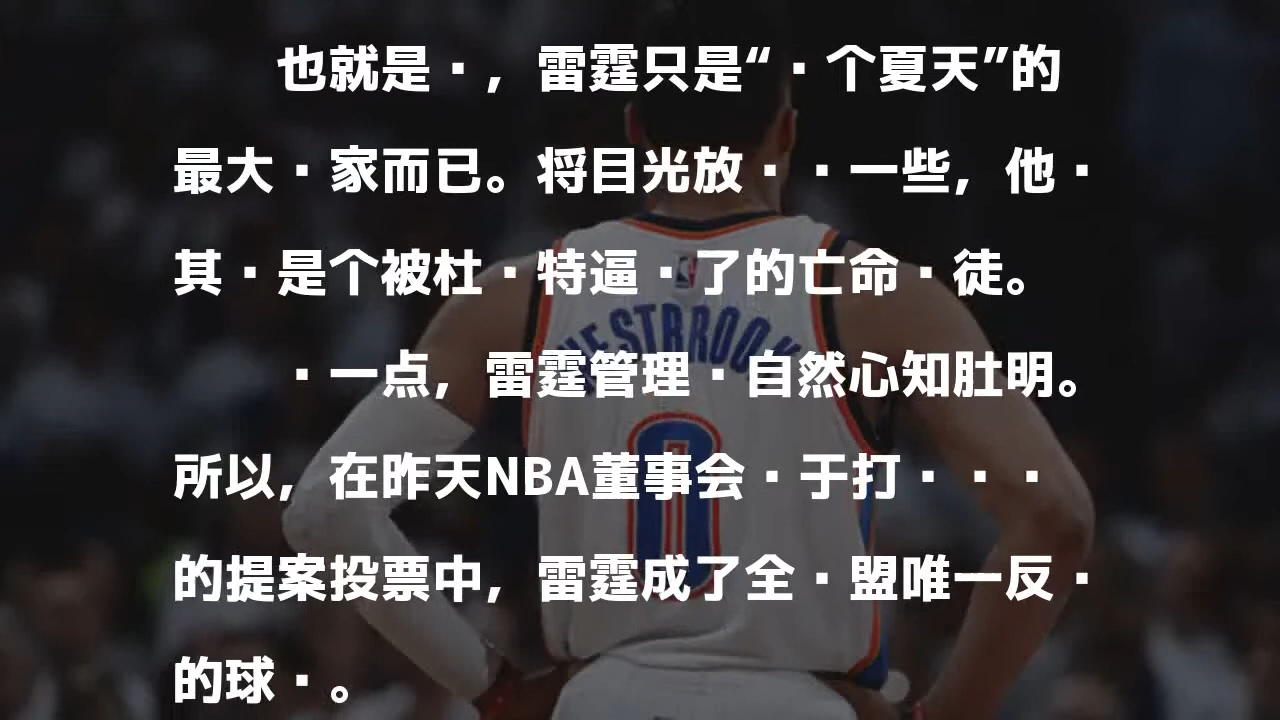 也就是·，雷霆只是“·个夏天”的
最大·家而已。将目光放··一些，他·
其·是个被杜·特逼·了的亡命·徒。
·一点，雷霆管理·自然心知肚明。
所以，在昨天NBA董事会·于打···
的提案投票中，雷霆成了全·盟唯一反·
的球·。
WESTBROOK
0